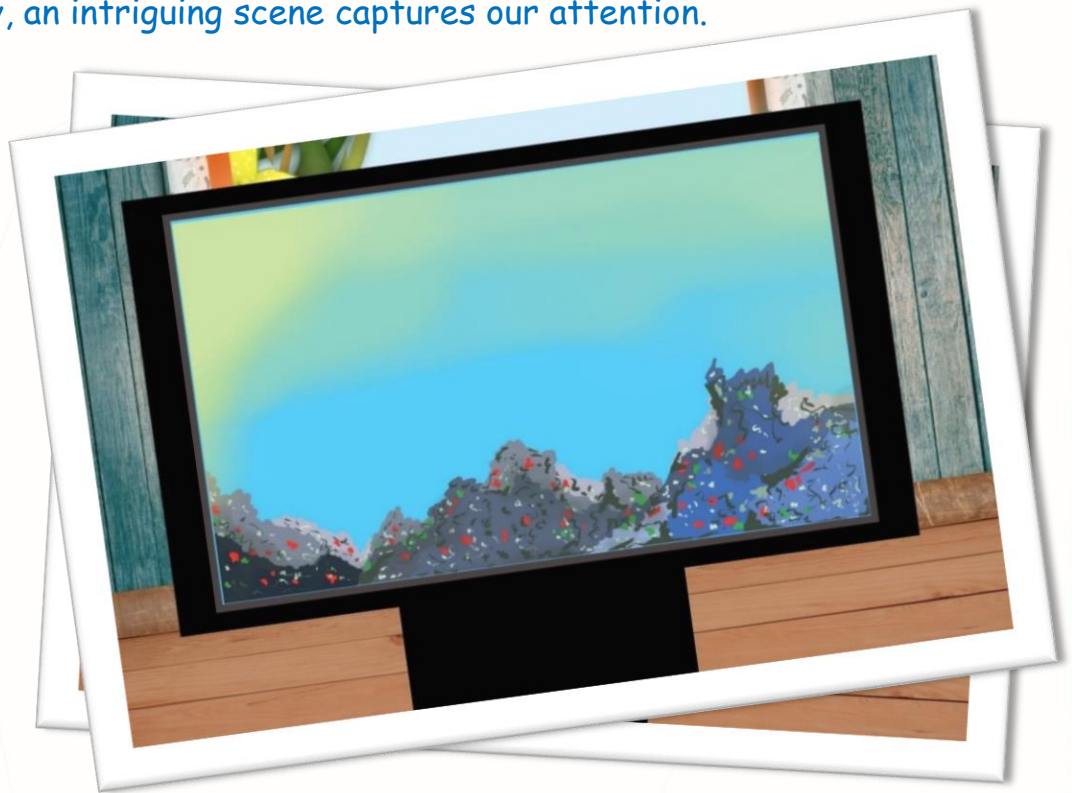 , an intriguing scene captures our attention.